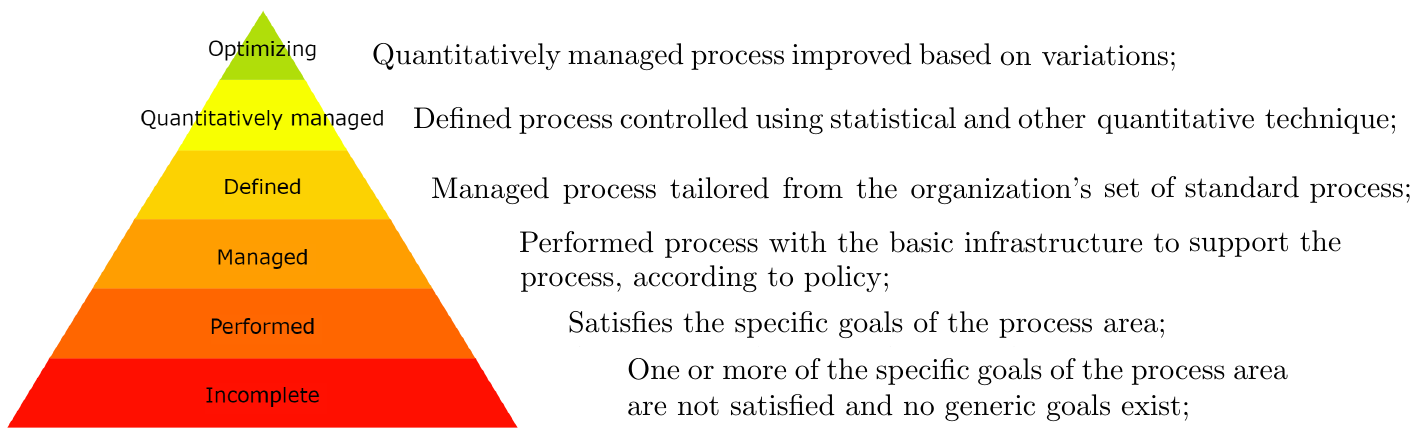 Optimizing
Quantitatively managed process improved based on variations;
Quantitatively managed
Defined process controlled using statistical and other quantitative technique;
Defined
Managed process tailored from the organization's set of standard process;
Managed
Performed process with the basic infrastructure to support the
process, according to policy;
Performed
Satisfies the specific goals of the process area;
Incomplete
One or more of the specific goals of the process area
are not satisfied and no generic goals exist;